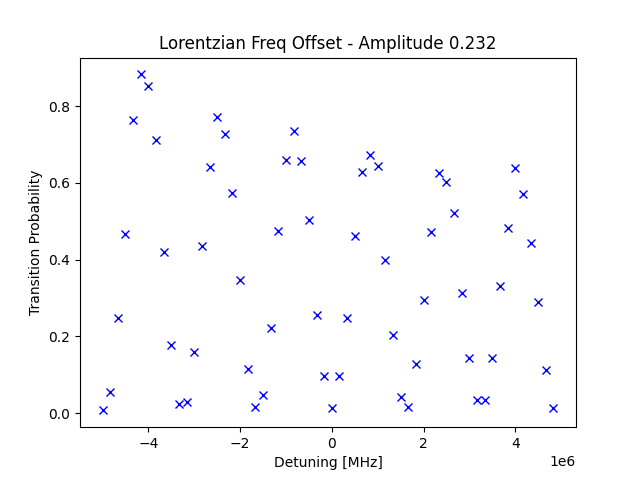 Lorentzian Freq Offset - Amplitude 0.232
Transition Probability
0.8
0.6
0.4
0.2
0.0
−4
−2
0
2
4
1e6
Detuning [MHz]